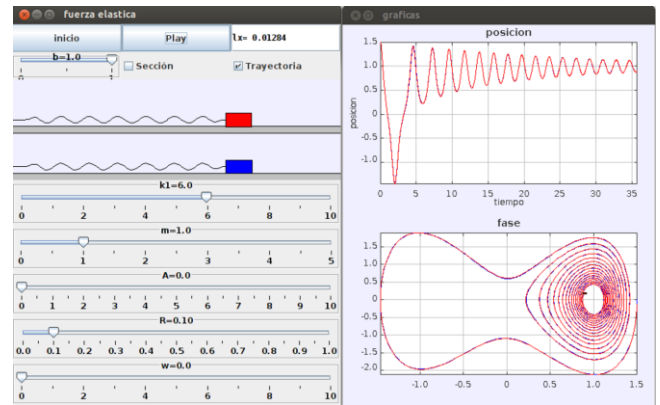 fuerza elastica
inicio
Play
lx= 0.01284
b=1.0
0 1
Sección
Trayectoria
k1=6.0
0 2 4 6 8 10
m=1.0
0 1 2 3 4 5
A=0.0
0 1 2 3 4 5 6 7 8 9 10
R=0.10
0.0 0.1 0.2 0.3 0.4 0.5 0.6 0.7 0.8 0.9 1.0
w=0.0
0 2 4 6 8 10
graficas
posicion
posicion
1.5
1.0
0.5
0.0
-0.5
-1.0
0 5 10 15 20 25 30 35
tiempo
fase
1.5
1.0
0.5
0.0
-0.5
-1.0
-1.5
-2.0
-1.0 -0.5 0 0.5 1.0 1.5